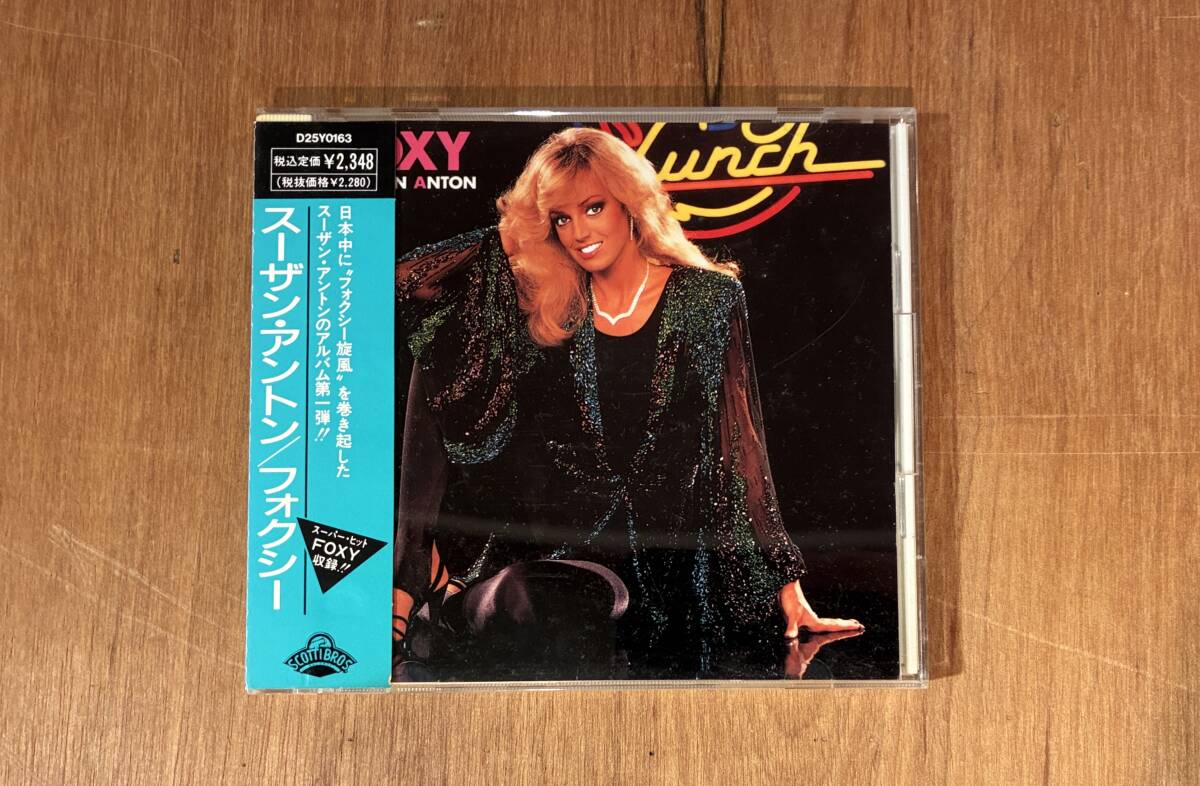 D25Y0163
税込定価¥2,348
(税抜価格¥2,280)
日本中に"フォクシー旋風"を巻き起した
スーザン・アントンのアルバム第一弾!!
スーザン・アントン/フォクシー
スーパー・ヒット
FOXY
収録!!
SCOTTI BROS.
OXY
N ANTON
Lunch